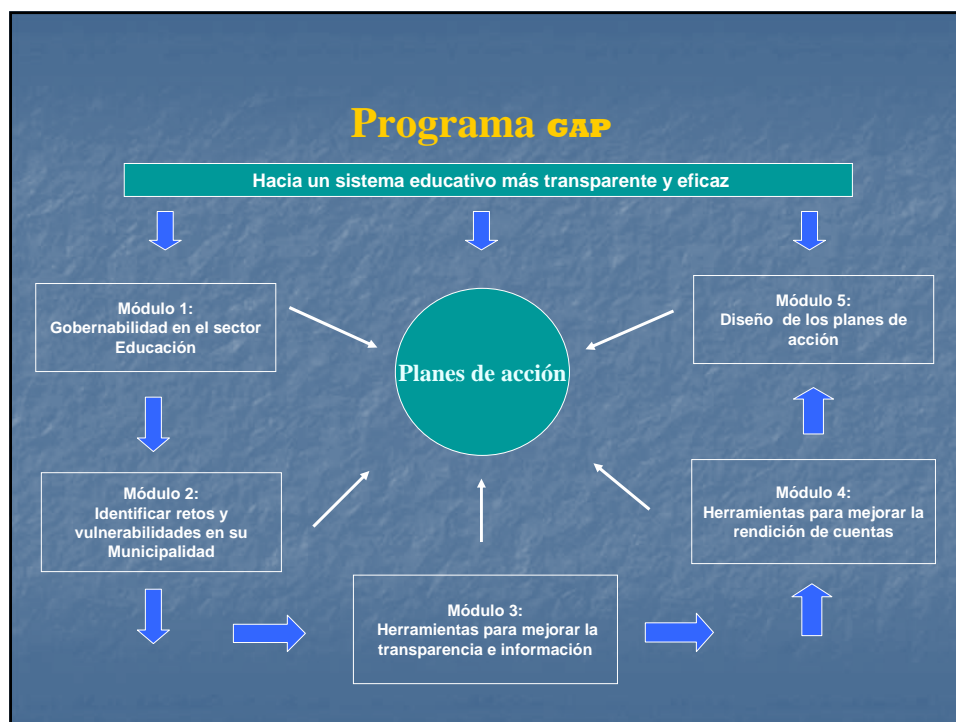 Programa GAP
Hacia un sistema educativo más transparente y eficaz
Módulo 1:
Gobernabilidad en el sector
Educación
Planes de acción
Módulo 5:
Diseño de los planes de
acción
Módulo 2:
Identificar retos y
vulnerabilidades en su
Municipalidad
Módulo 4:
Herramientas para mejorar la
rendición de cuentas
Módulo 3:
Herramientas para mejorar la
transparencia e información